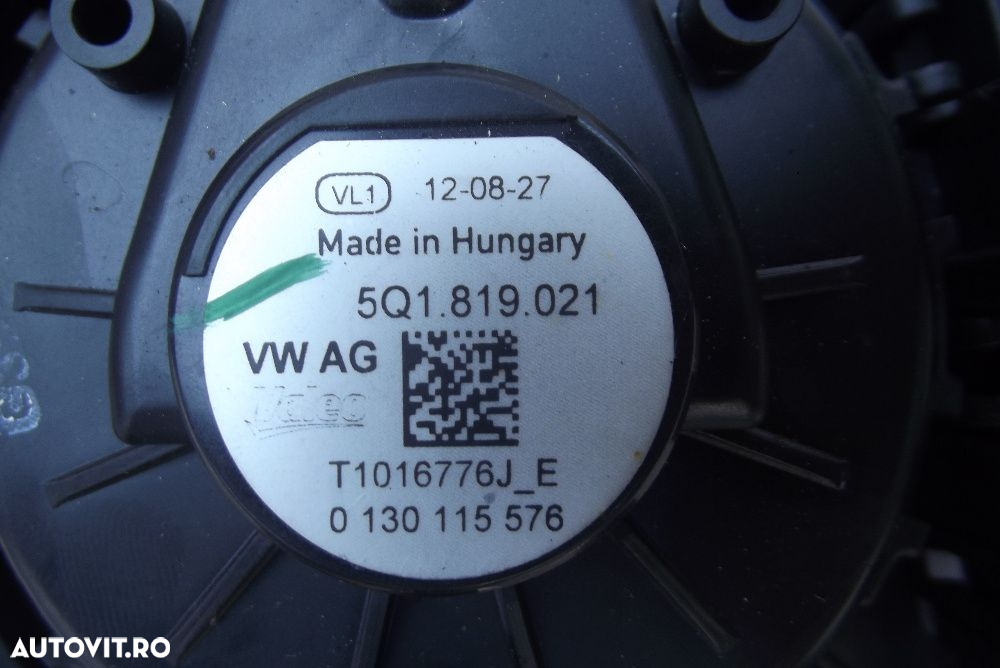 VL1 12-08-27
Made in Hungary
5Q1.819.021
VW AG
Valeo
T1016776J_E
0 130 115 576
AUTOVIT.RO